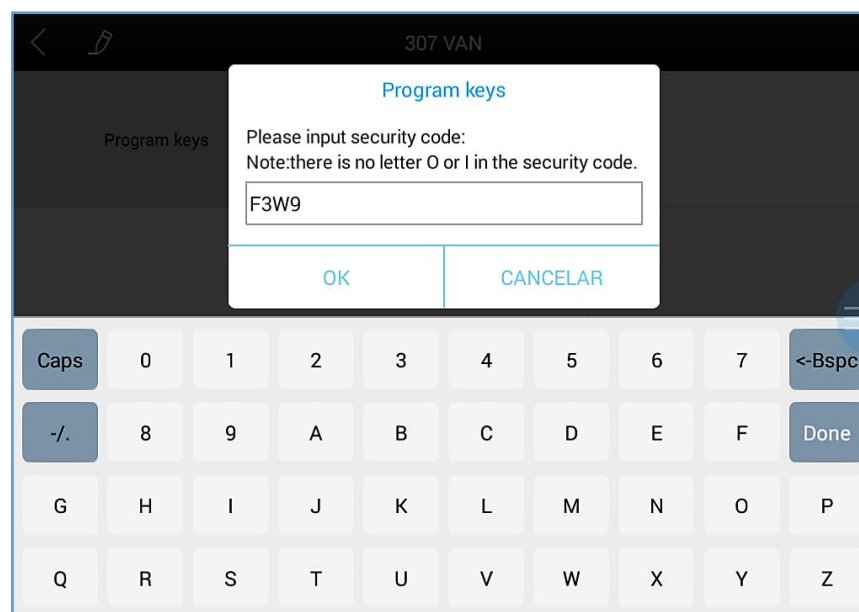 307 VAN
Program keys
Program keys
Please input security code:
Note:there is no letter O or I in the security code.
F3W9
OK CANCELAR
Caps 0 1 2 3 4 5 6 7 <-Bspc
-/. 8 9 A B C D E F Done
G H I J K L M N O P
Q R S T U V W X Y Z